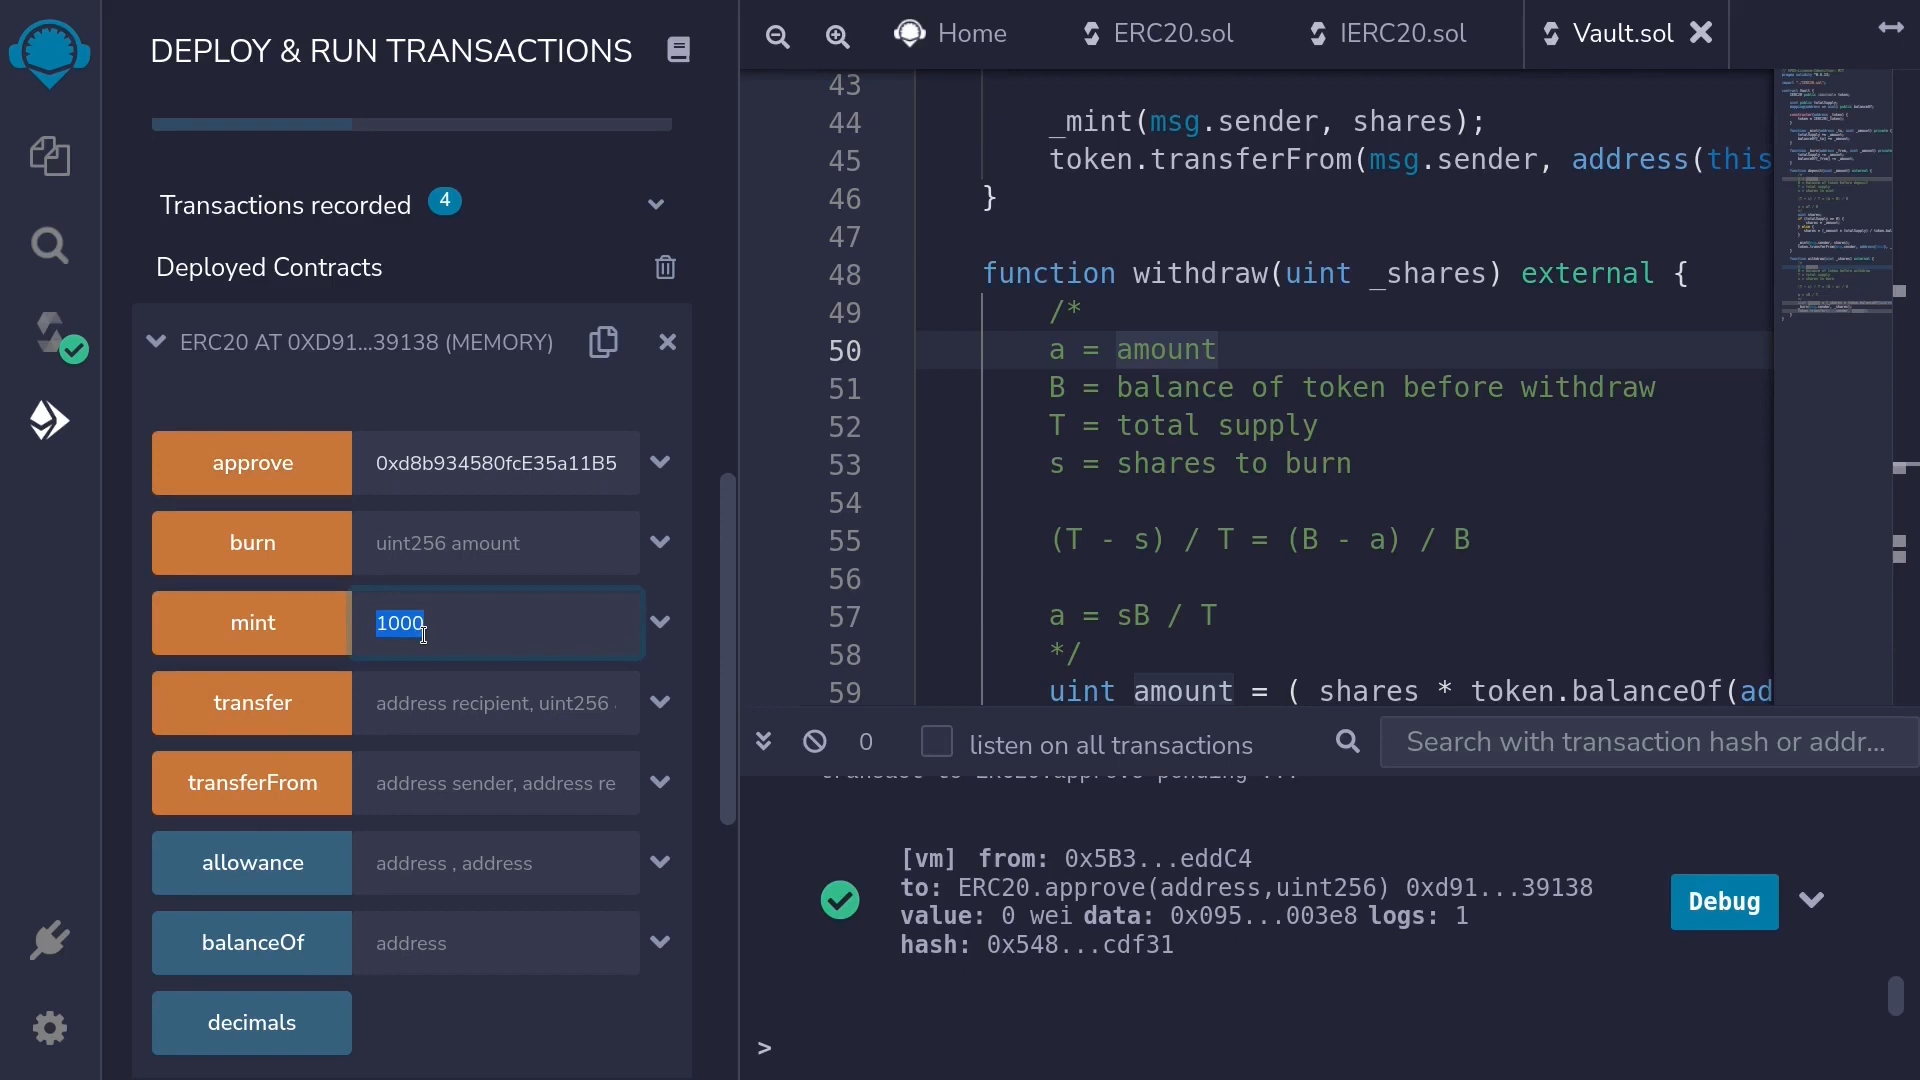 DEPLOY & RUN TRANSACTIONS
Transactions recorded 4
Deployed Contracts
ERC20 AT 0XD91...39138 (MEMORY)
approve 0xd8b934580fcE35a11B5
burn uint256 amount
mint 1000
transfer address recipient, uint256
transferFrom address sender, address re
allowance address , address
balanceOf address
decimals
Home ERC20.sol IERC20.sol Vault.sol
43
44 _mint(msg.sender, shares);
45 token.transferFrom(msg.sender, address(this
46 }
47
48 function withdraw(uint _shares) external {
49 /*
50 a = amount
51 B = balance of token before withdraw
52 T = total supply
53 s = shares to burn
54
55 (T - s) / T = (B - a) / B
56
57 a = sB / T
58 */
59 uint amount = ( shares * token.balanceOf(ad
0 listen on all transactions Search with transaction hash or addr...
transact to ERC20.approve pending ...
[vm] from: 0x5B3...eddC4
to: ERC20.approve(address,uint256) 0xd91...39138
value: 0 wei data: 0x095...003e8 logs: 1
hash: 0x548...cdf31
Debug
>